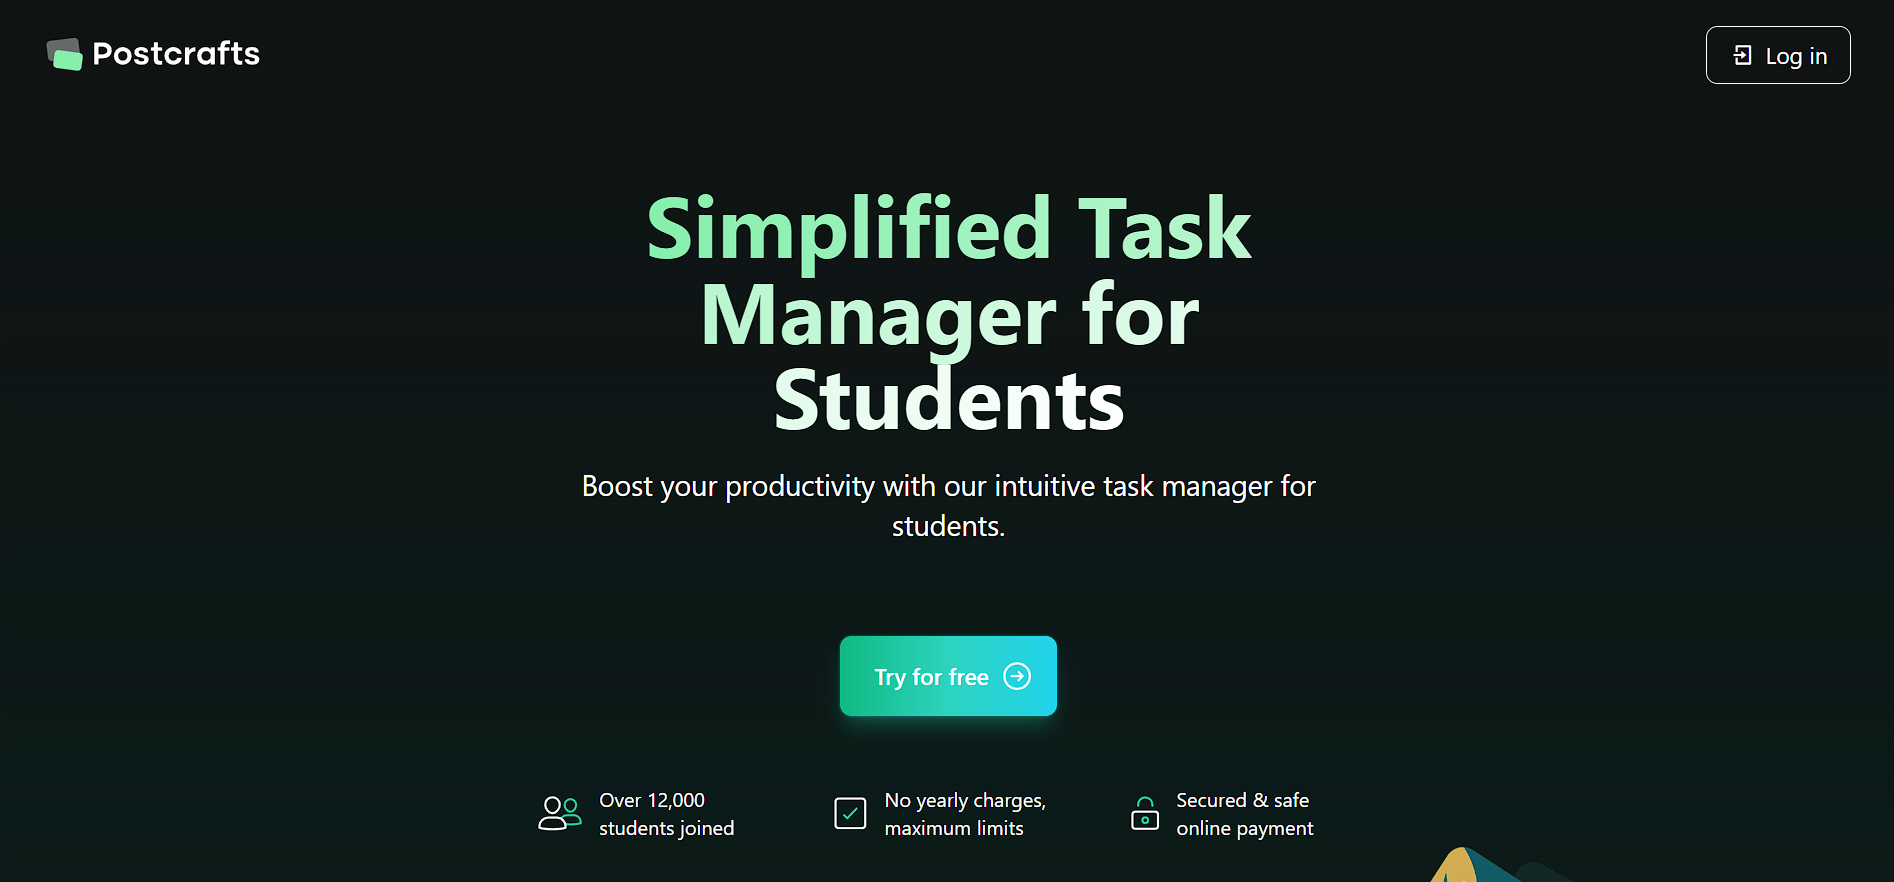 Postcrafts
Log in
Simplified Task
Manager for
Students
Boost your productivity with our intuitive task manager for
students.
Try for free
Over 12,000
students joined
No yearly charges,
maximum limits
Secured & safe
online payment